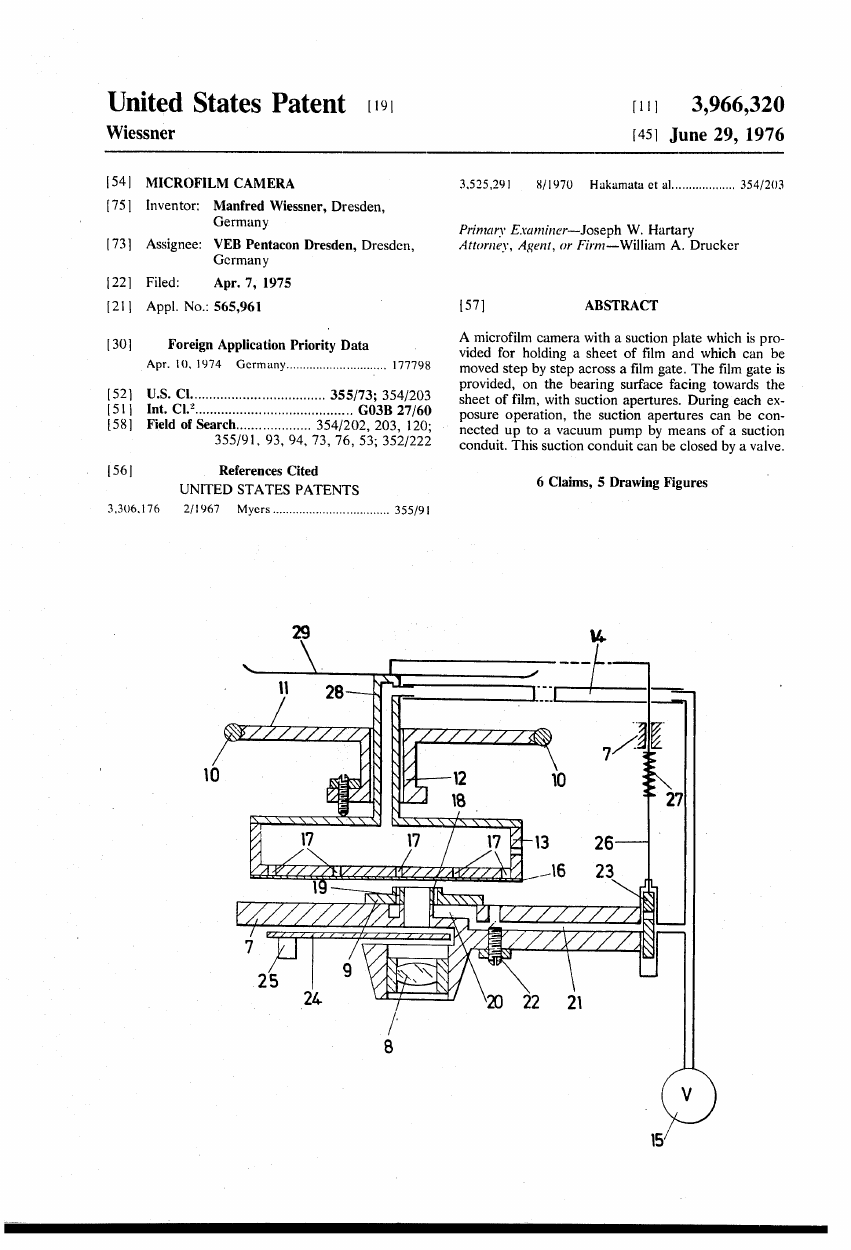 United States Patent [19]
[11] 3,966,320
Wiessner
[45] June 29, 1976
[54] MICROFILM CAMERA
[75] Inventor: Manfred Wiessner, Dresden,
Germany
[73] Assignee: VEB Pentacon Dresden, Dresden,
Germany
[22] Filed: Apr. 7, 1975
[21] Appl. No.: 565,961
[30] Foreign Application Priority Data
Apr. 10, 1974 Germany.............................. 177798
[52] U.S. Cl.................................. 355/73; 354/203
[51] Int. Cl.²........................................ G03B 27/60
[58] Field of Search................... 354/202, 203, 120;
355/91, 93, 94, 73, 76, 53; 352/222
[56] References Cited
UNITED STATES PATENTS
3,306,176 2/1967 Myers................................... 355/91
3,525,291 8/1970 Hakamata et al................... 354/203
Primary Examiner—Joseph W. Hartary
Attorney, Agent, or Firm—William A. Drucker
[57] ABSTRACT
A microfilm camera with a suction plate which is pro-
vided for holding a sheet of film and which can be
moved step by step across a film gate. The film gate is
provided, on the bearing surface facing towards the
sheet of film, with suction apertures. During each ex-
posure operation, the suction apertures can be con-
nected up to a vacuum pump by means of a suction
conduit. This suction conduit can be closed by a valve.
6 Claims, 5 Drawing Figures
29
14
11
28
7
10
12
10
27
18
17
17
17
13
26
16
23
19
7
25
24
9
20
22
21
8
V
15